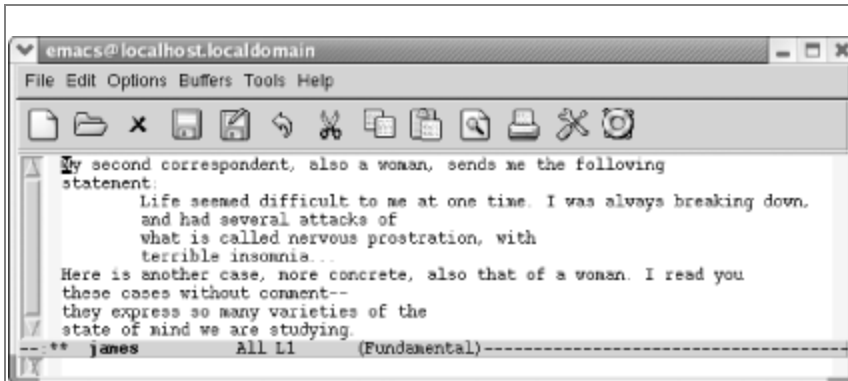 emacs@localhost.localdomain
File Edit Options Buffers Tools Help
My second correspondent, also a woman, sends me the following
statement:
Life seemed difficult to me at one time. I was always breaking down,
and had several attacks of
what is called nervous prostration, with
terrible insomnia...
Here is another case, more concrete, also that of a woman. I read you
these cases without comment--
they express so many varieties of the
state of mind we are studying.
--:** james All L1 (Fundamental)--------------------------------------------